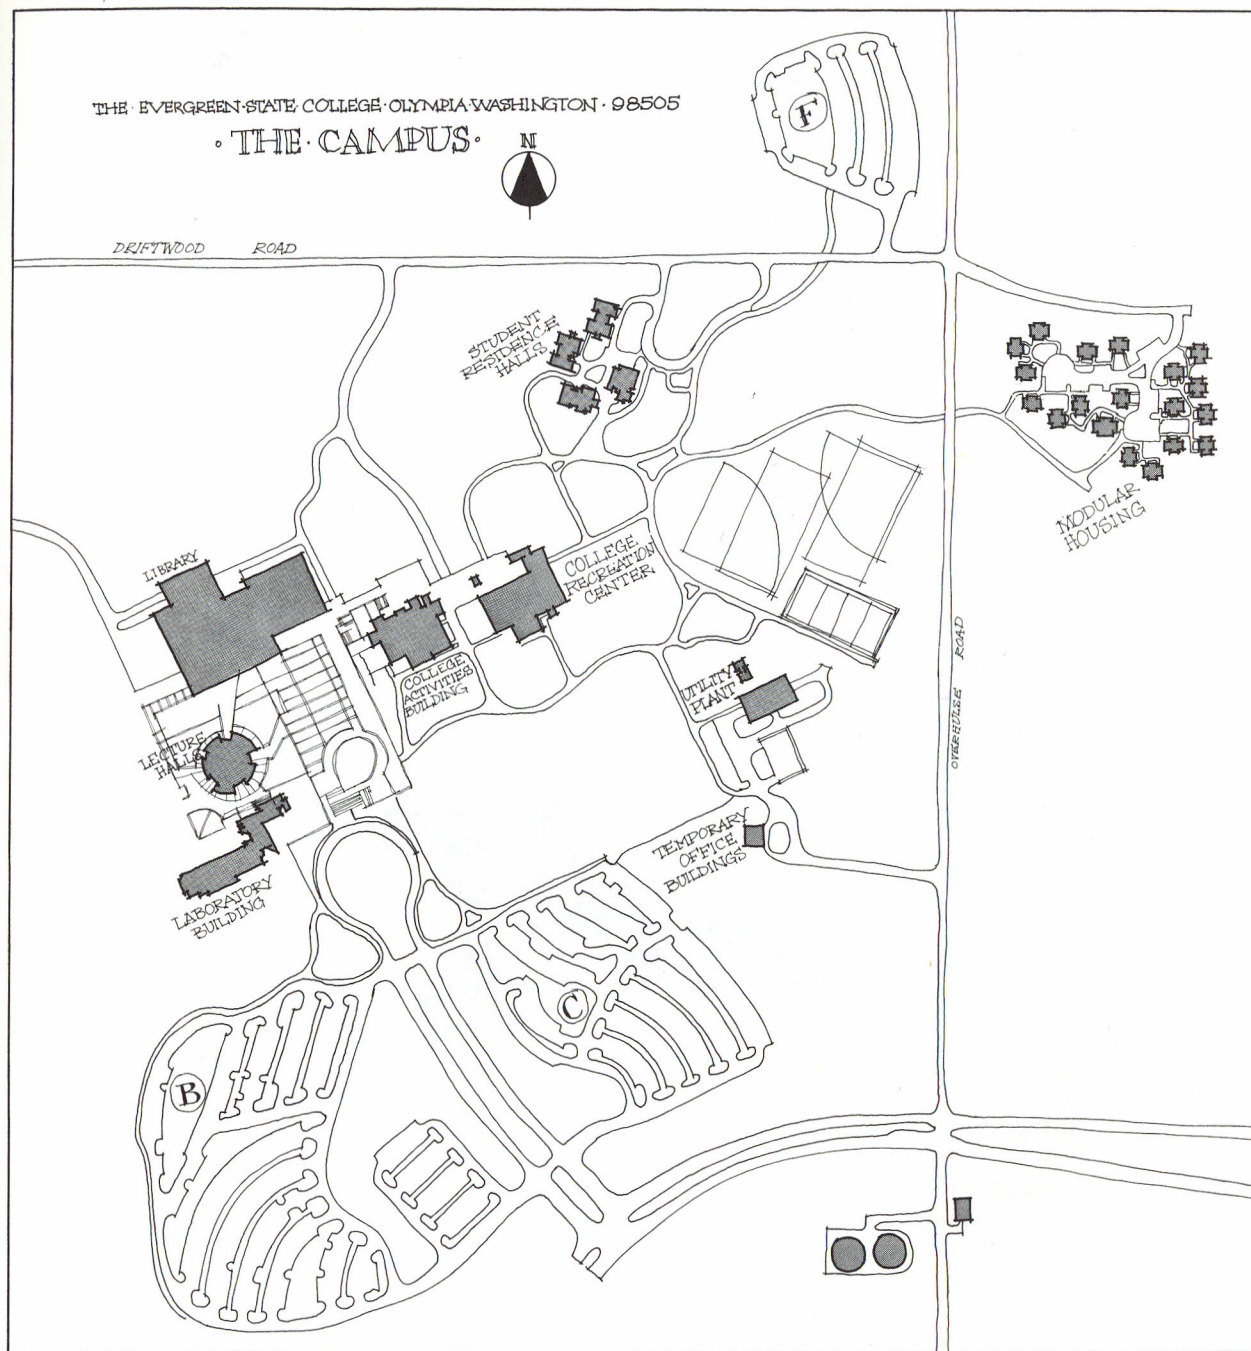 THE·EVERGREEN·STATE COLLEGE·OLYMPIA·WASHINGTON·98505
·THE·CAMPUS·
N
F
DRIFTWOOD ROAD
STUDENT
RESIDENCE
HALLS
MODULAR
HOUSING
LIBRARY
COLLEGE
RECREATION
CENTER
COLLEGE
ACTIVITIES
BUILDING
UTILITY
PLANT
OVERHULSE ROAD
LECTURE
HALLS
TEMPORARY
OFFICE
BUILDINGS
LABORATORY
BUILDING
C
B